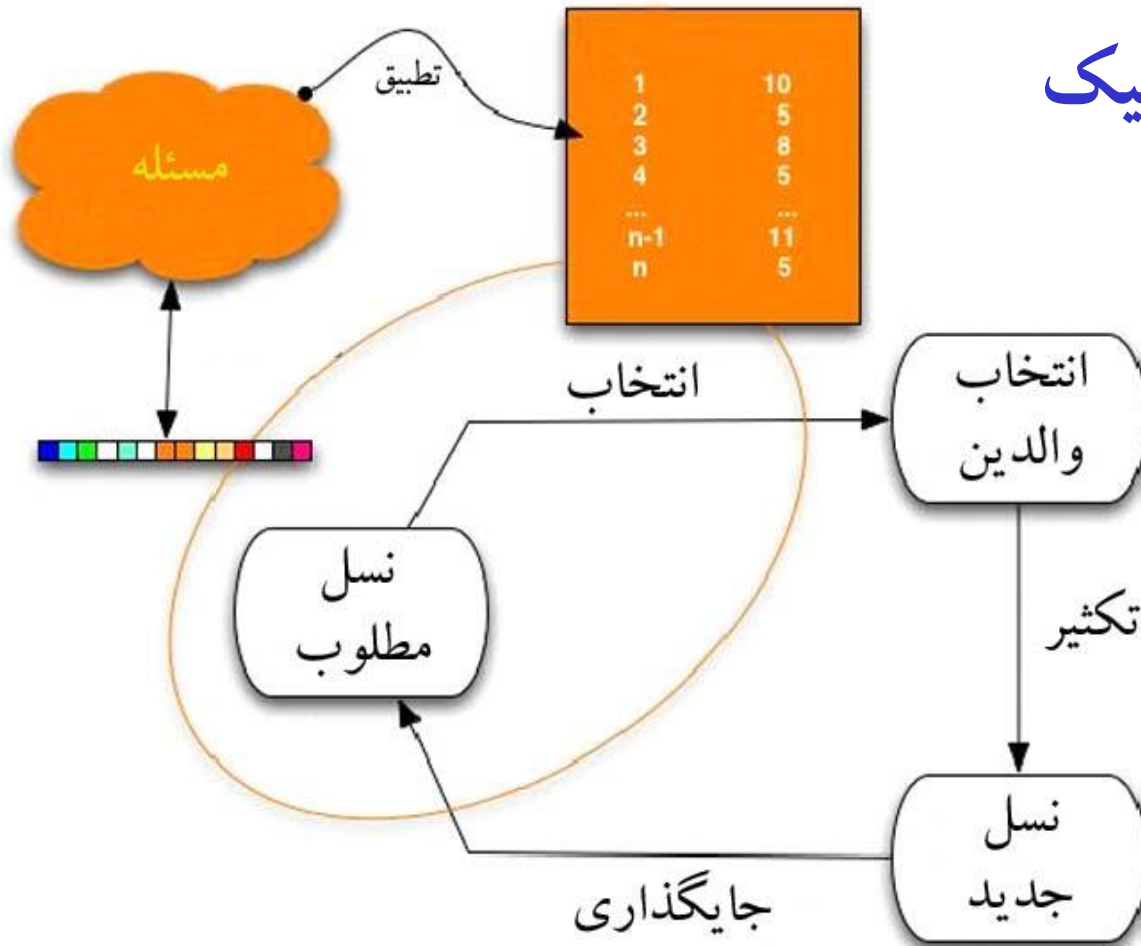 تطبیق
مسئله
1 10
2 5
3 8
4 5
... ...
n-1 11
n 5
انتخاب
انتخاب
والدین
نسل
مطلوب
تکثیر
نسل
جدید
جایگذاری